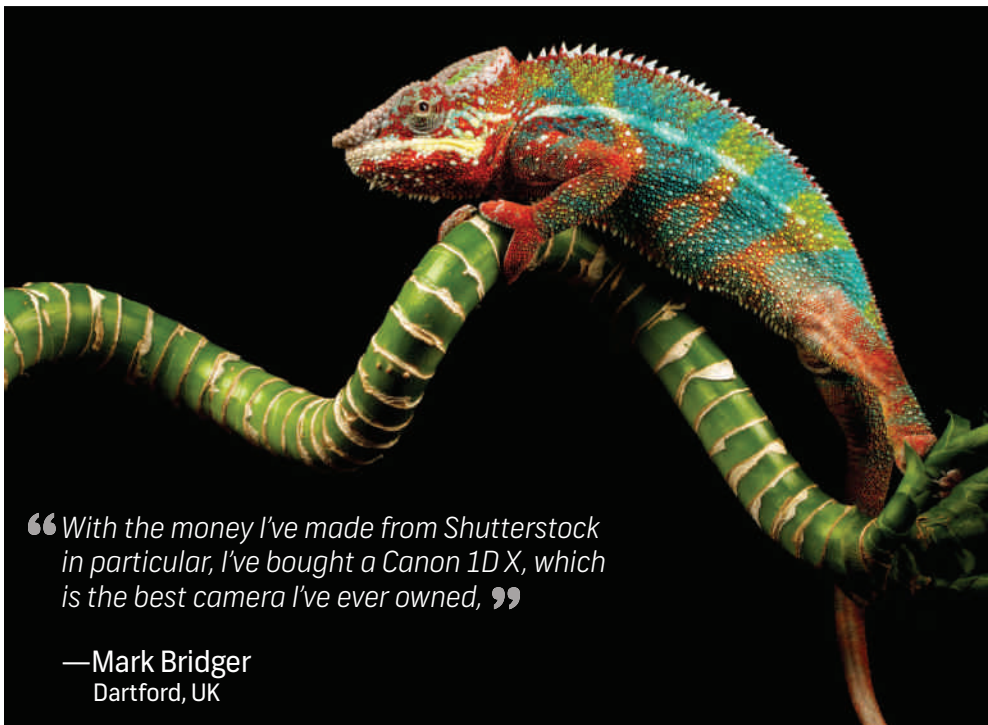 “With the money I’ve made from Shutterstock
in particular, I’ve bought a Canon 1D X, which
is the best camera I’ve ever owned,”
—Mark Bridger
Dartford, UK